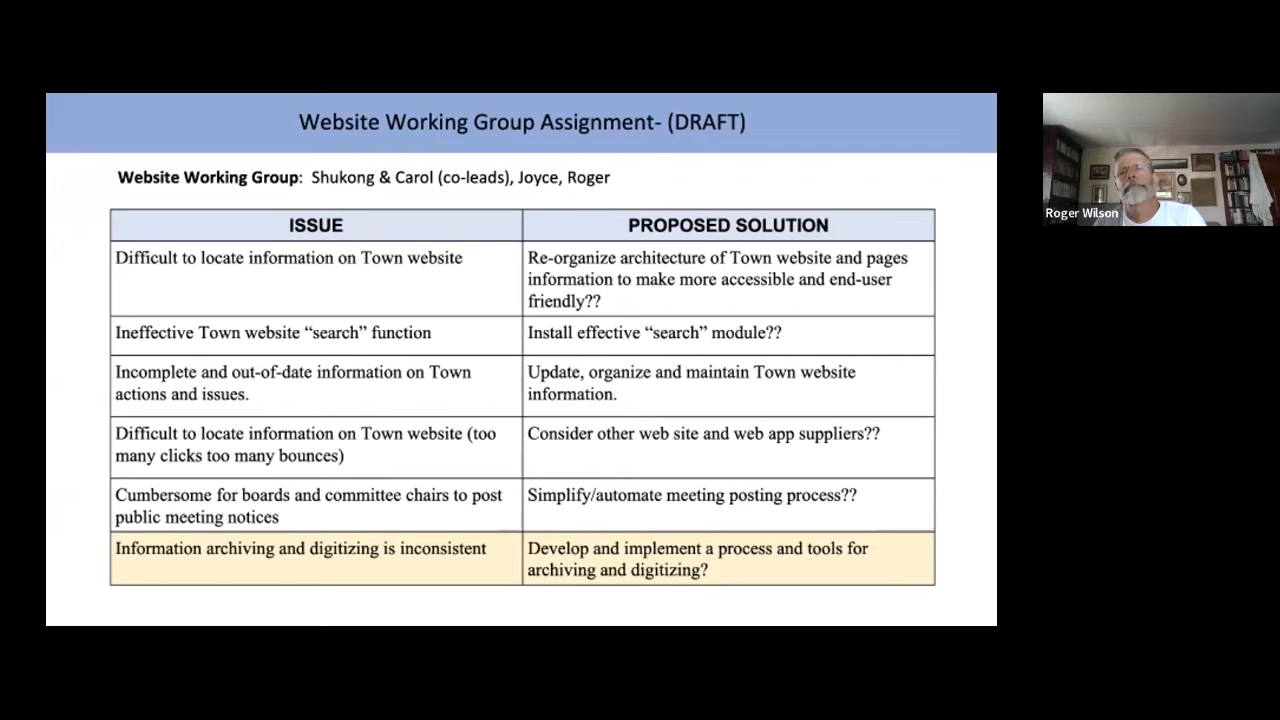 Website Working Group Assignment- (DRAFT)
Website Working Group: Shukong & Carol (co-leads), Joyce, Roger
ISSUE
PROPOSED SOLUTION
Difficult to locate information on Town website
Re-organize architecture of Town website and pages
information to make more accessible and end-user
friendly??
Ineffective Town website “search” function
Install effective “search” module??
Incomplete and out-of-date information on Town
actions and issues.
Update, organize and maintain Town website
information.
Difficult to locate information on Town website (too
many clicks too many bounces)
Consider other web site and web app suppliers??
Cumbersome for boards and committee chairs to post
public meeting notices
Simplify/automate meeting posting process??
Information archiving and digitizing is inconsistent
Develop and implement a process and tools for
archiving and digitizing?
Roger Wilson